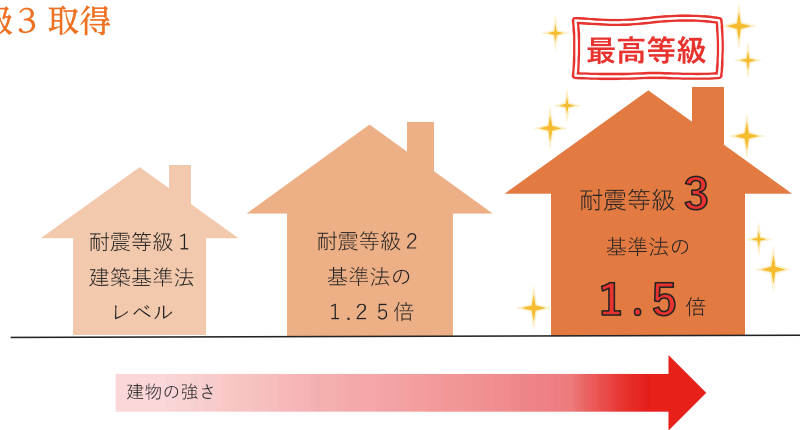 級3 取得
最高等級
耐震等級1
建築基準法
レベル
耐震等級2
基準法の
1.25倍
耐震等級 3
基準法の
1.5倍
建物の強さ